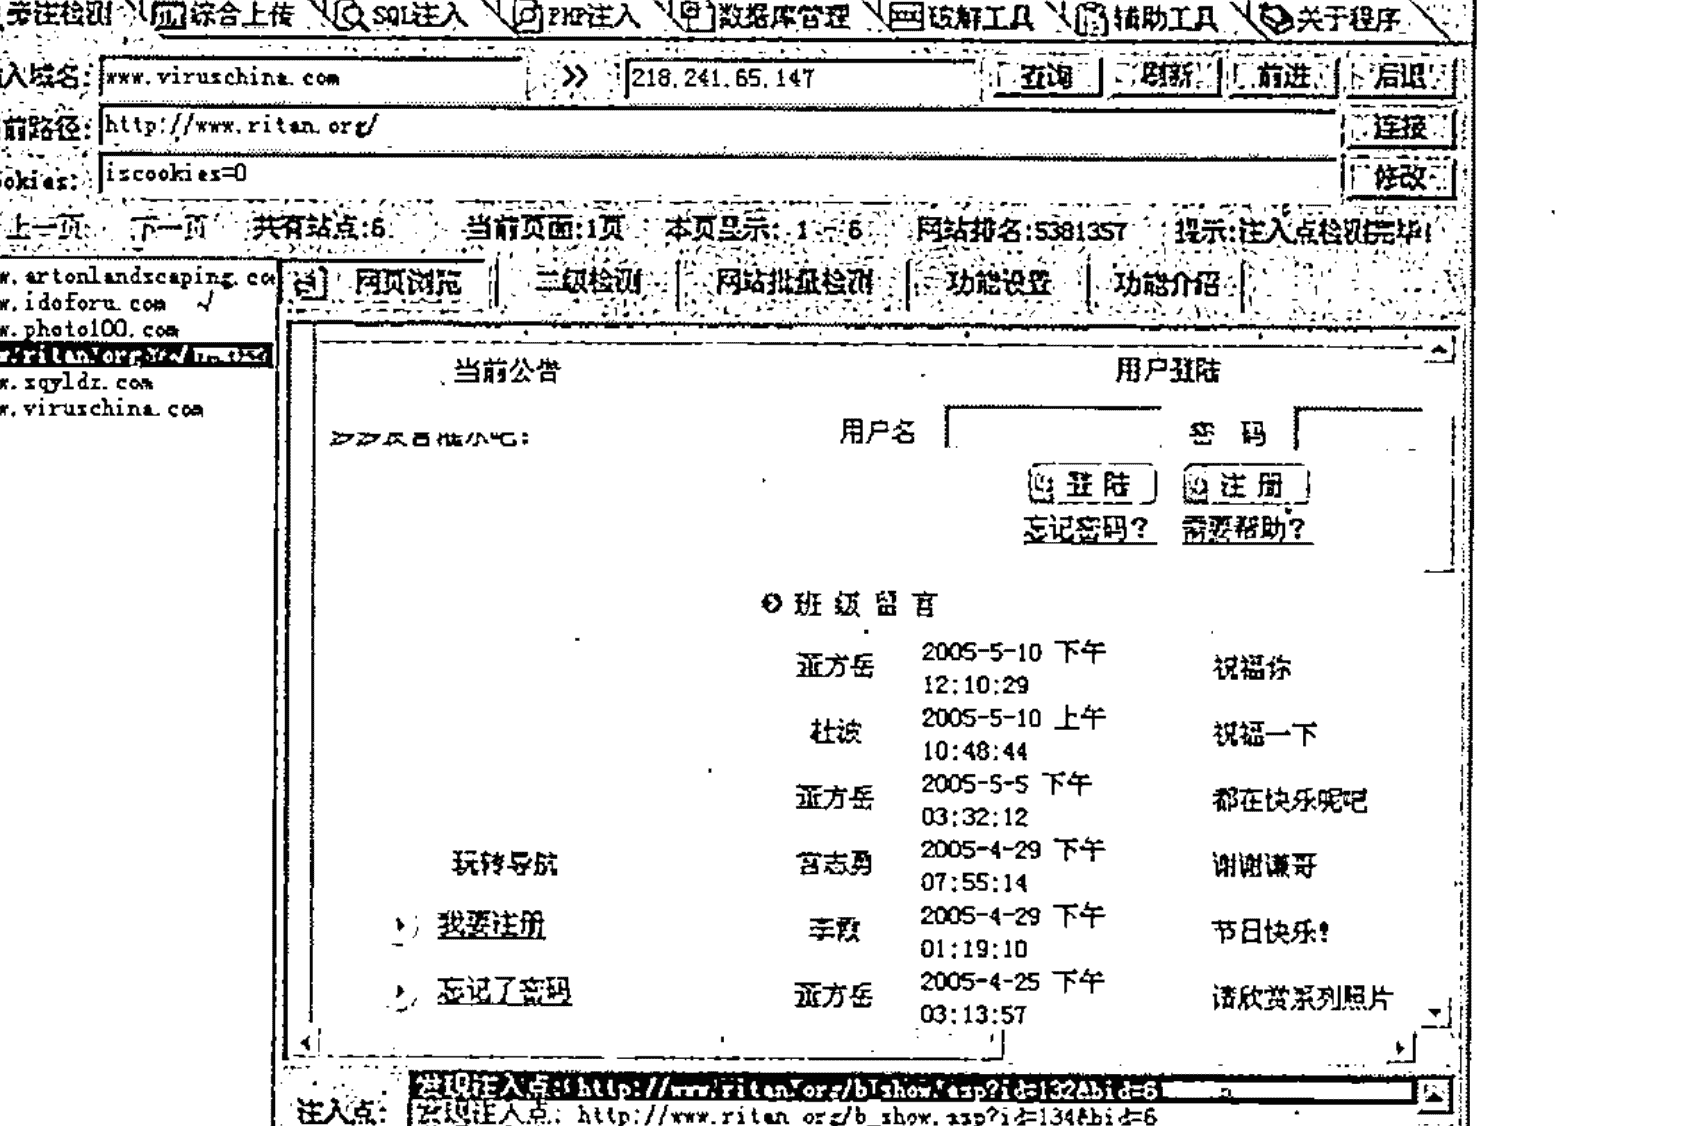 旁注检测 综合上传 SQL注入 PHP注入 数据库管理 破解工具 辅助工具 关于程序
入域名: www.viruschina.com >> 218.241.65.147 查询 刷新 前进 后退
前路径: http://www.ritan.org/ 连接
ookies: iscookies=0 修改
上一页 下一页 共有站点:6 当前页面:1页 本页显示: 1 - 6 网站排名:5381357 提示:注入点检测完毕!
w.artonlandscaping.co 网页浏览 二级检测 网站批量检测 功能设置 功能介绍
w.idoforu.com √
w.photo100.com
w.ritan.org
w.xqyldz.com
w.viruschina.com
当前公告 用户登陆
用户名 密 码
登 陆 注 册
忘记密码? 需要帮助?
班 级 留 言
亚方岳 2005-5-10 下午 12:10:29 祝福你
杜波 2005-5-10 上午 10:48:44 祝福一下
亚方岳 2005-5-5 下午 03:32:12 都在快乐呢吧
宫志勇 2005-4-29 下午 07:55:14 谢谢谦哥
玩转导航
李霞 2005-4-29 下午 01:19:10 节日快乐!
我要注册
亚方岳 2005-4-25 下午 03:13:57 请欣赏系列照片
忘记了密码
发现注入点: http://www.ritan.org/b_show.asp?id=132&bid=6
注入点: 发现注入点: http://www.ritan.org/b_show.asp?id=134&bid=6